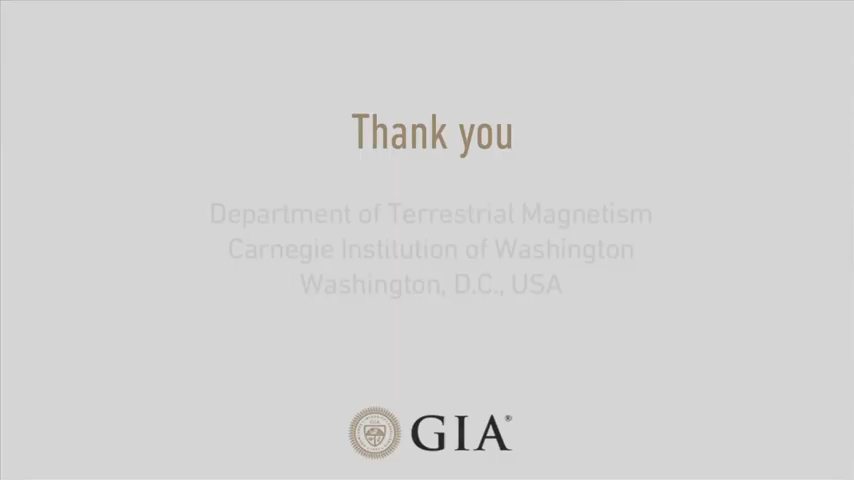 Thank you
Department of Terrestrial Magnetism
Carnegie Institution of Washington
Washington, D.C., USA
GIA®